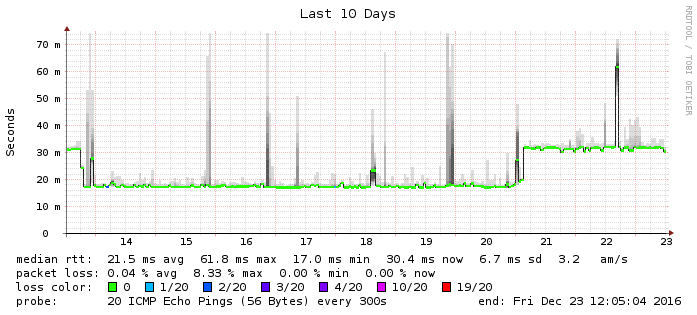 Last 10 Days
RRDTOOL / TOBI OETIKER
Seconds
70 m
60 m
50 m
40 m
30 m
20 m
10 m
0
14 15 16 17 18 19 20 21 22 23
median rtt: 21.5 ms avg 61.8 ms max 17.0 ms min 30.4 ms now 6.7 ms sd 3.2 am/s
packet loss: 0.04 % avg 8.33 % max 0.00 % min 0.00 % now
loss color: 0 1/20 2/20 3/20 4/20 10/20 19/20
probe: 20 ICMP Echo Pings (56 Bytes) every 300s end: Fri Dec 23 12:05:04 2016